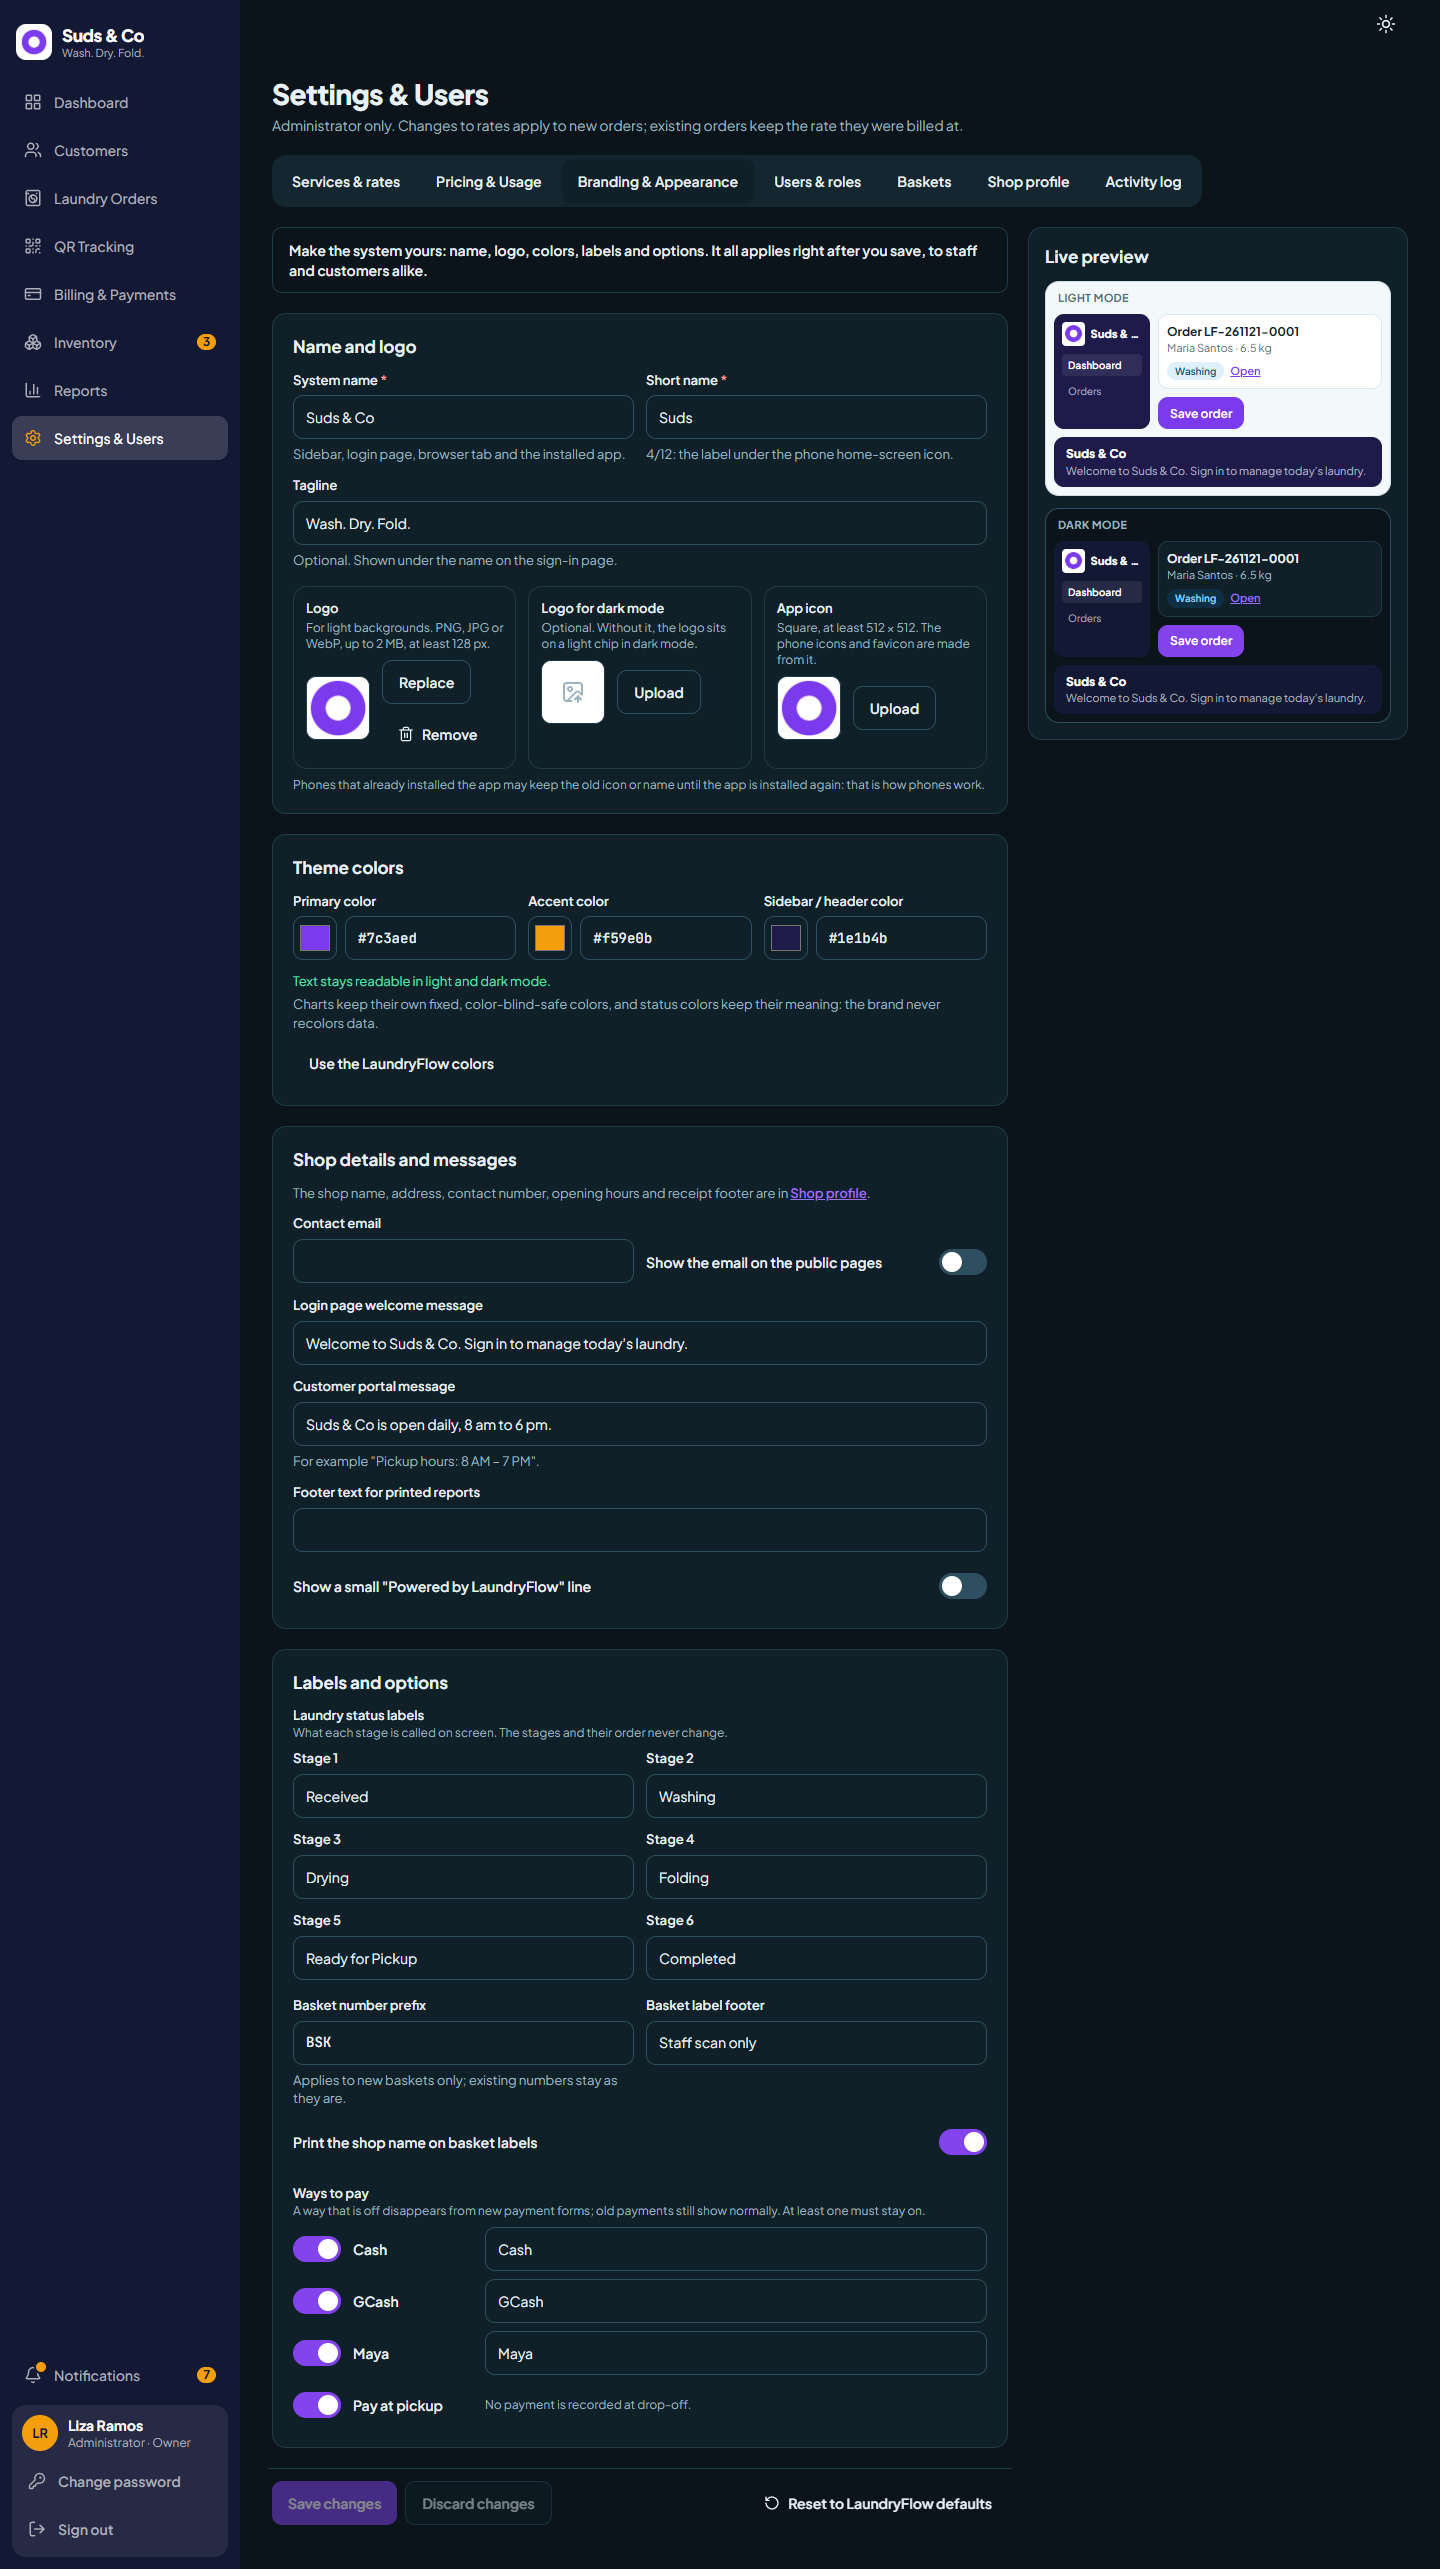 Suds & Co
Wash. Dry. Fold.
Dashboard
Customers
Laundry Orders
QR Tracking
Billing & Payments
Inventory 3
Reports
Settings & Users
Notifications 7
LR
Liza Ramos
Administrator · Owner
Change password
Sign out
Settings & Users
Administrator only. Changes to rates apply to new orders; existing orders keep the rate they were billed at.
Services & rates Pricing & Usage Branding & Appearance Users & roles Baskets Shop profile Activity log
Make the system yours: name, logo, colors, labels and options. It all applies right after you save, to staff
and customers alike.
Name and logo
System name * Short name *
Suds & Co Suds
Sidebar, login page, browser tab and the installed app. 4/12: the label under the phone home-screen icon.
Tagline
Wash. Dry. Fold.
Optional. Shown under the name on the sign-in page.
Logo
For light backgrounds. PNG, JPG or
WebP, up to 2 MB, at least 128 px.
Replace
Remove
Logo for dark mode
Optional. Without it, the logo sits
on a light chip in dark mode.
Upload
App icon
Square, at least 512 × 512. The
phone icons and favicon are made
from it.
Upload
Phones that already installed the app may keep the old icon or name until the app is installed again: that is how phones work.
Theme colors
Primary color Accent color Sidebar / header color
#7c3aed #f59e0b #1e1b4b
Text stays readable in light and dark mode.
Charts keep their own fixed, color-blind-safe colors, and status colors keep their meaning: the brand never
recolors data.
Use the LaundryFlow colors
Shop details and messages
The shop name, address, contact number, opening hours and receipt footer are in Shop profile.
Contact email
Show the email on the public pages
Login page welcome message
Welcome to Suds & Co. Sign in to manage today's laundry.
Customer portal message
Suds & Co is open daily, 8 am to 6 pm.
For example "Pickup hours: 8 AM – 7 PM".
Footer text for printed reports
Show a small "Powered by LaundryFlow" line
Labels and options
Laundry status labels
What each stage is called on screen. The stages and their order never change.
Stage 1 Stage 2
Received Washing
Stage 3 Stage 4
Drying Folding
Stage 5 Stage 6
Ready for Pickup Completed
Basket number prefix Basket label footer
BSK Staff scan only
Applies to new baskets only; existing numbers stay as
they are.
Print the shop name on basket labels
Ways to pay
A way that is off disappears from new payment forms; old payments still show normally. At least one must stay on.
Cash Cash
GCash GCash
Maya Maya
Pay at pickup No payment is recorded at drop-off.
Save changes Discard changes Reset to LaundryFlow defaults
Live preview
LIGHT MODE
Suds & ...
Dashboard
Orders
Order LF-261121-0001
Maria Santos · 6.5 kg
Washing Open
Save order
Suds & Co
Welcome to Suds & Co. Sign in to manage today's laundry.
DARK MODE
Suds & ...
Dashboard
Orders
Order LF-261121-0001
Maria Santos · 6.5 kg
Washing Open
Save order
Suds & Co
Welcome to Suds & Co. Sign in to manage today's laundry.